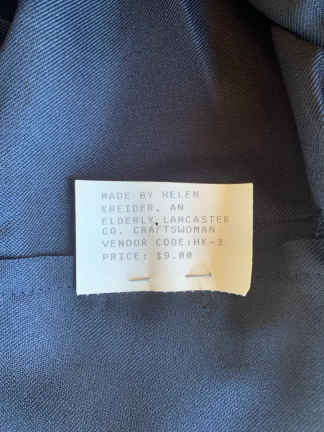 MADE BY HELEN
KREIDER, AN
ELDERLY LANCASTER
CO. CRAFTSWOMAN
VENDOR CODE:HK-3
PRICE: $9.00